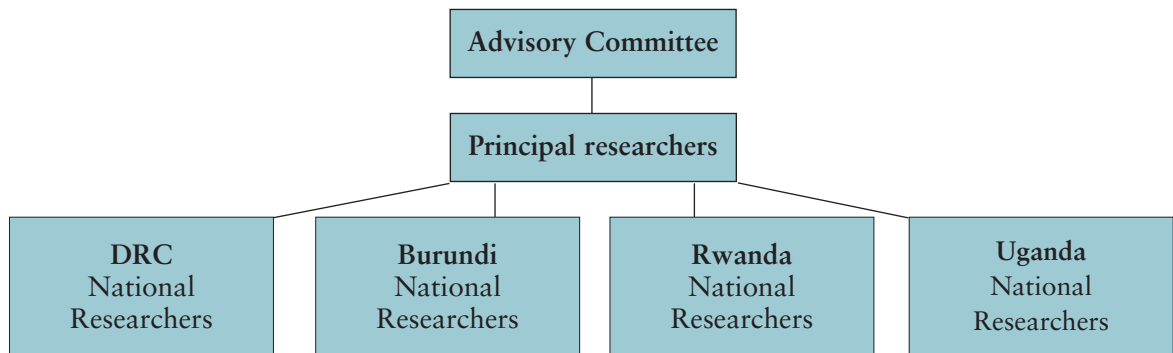 Advisory Committee
Principal researchers
DRC
National
Researchers
Burundi
National
Researchers
Rwanda
National
Researchers
Uganda
National
Researchers